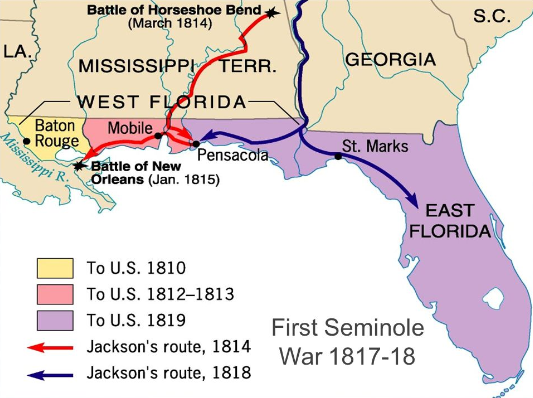 Battle of Horseshoe Bend
(March 1814)
S.C.
LA.
MISSISSIPPI TERR.
GEORGIA
WEST FLORIDA
Baton
Rouge
Mobile
Pensacola
St. Marks
Mississippi R.
Battle of New
Orleans (Jan. 1815)
EAST
FLORIDA
To U.S. 1810
To U.S. 1812–1813
To U.S. 1819
Jackson's route, 1814
Jackson's route, 1818
First Seminole
War 1817-18